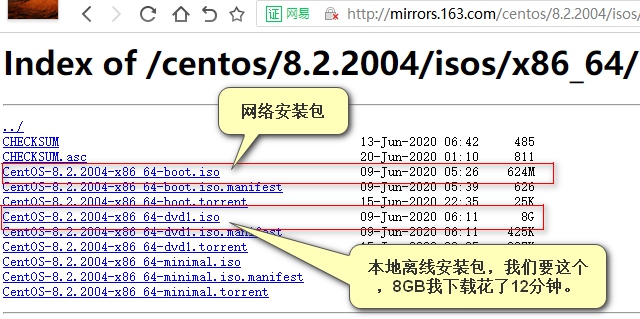 证 网易 http://mirrors.163.com/centos/8.2.2004/isos/
Index of /centos/8.2.2004/isos/x86_64/
网络安装包
../
CHECKSUM 13-Jun-2020 06:42 485
CHECKSUM.asc 20-Jun-2020 01:10 811
CentOS-8.2.2004-x86_64-boot.iso 09-Jun-2020 05:26 624M
CentOS-8.2.2004-x86_64-boot.iso.manifest 09-Jun-2020 05:39 626
CentOS-8.2.2004-x86_64-boot.torrent 15-Jun-2020 22:35 25K
CentOS-8.2.2004-x86_64-dvd1.iso 09-Jun-2020 06:11 8G
CentOS-8.2.2004-x86_64-dvd1.iso.manifest 09-Jun-2020 06:11 425K
CentOS-8.2.2004-x86_64-dvd1.torrent
CentOS-8.2.2004-x86_64-minimal.iso
CentOS-8.2.2004-x86_64-minimal.iso.manifest
CentOS-8.2.2004-x86_64-minimal.torrent
本地离线安装包，我们要这个
，8GB我下载花了12分钟。